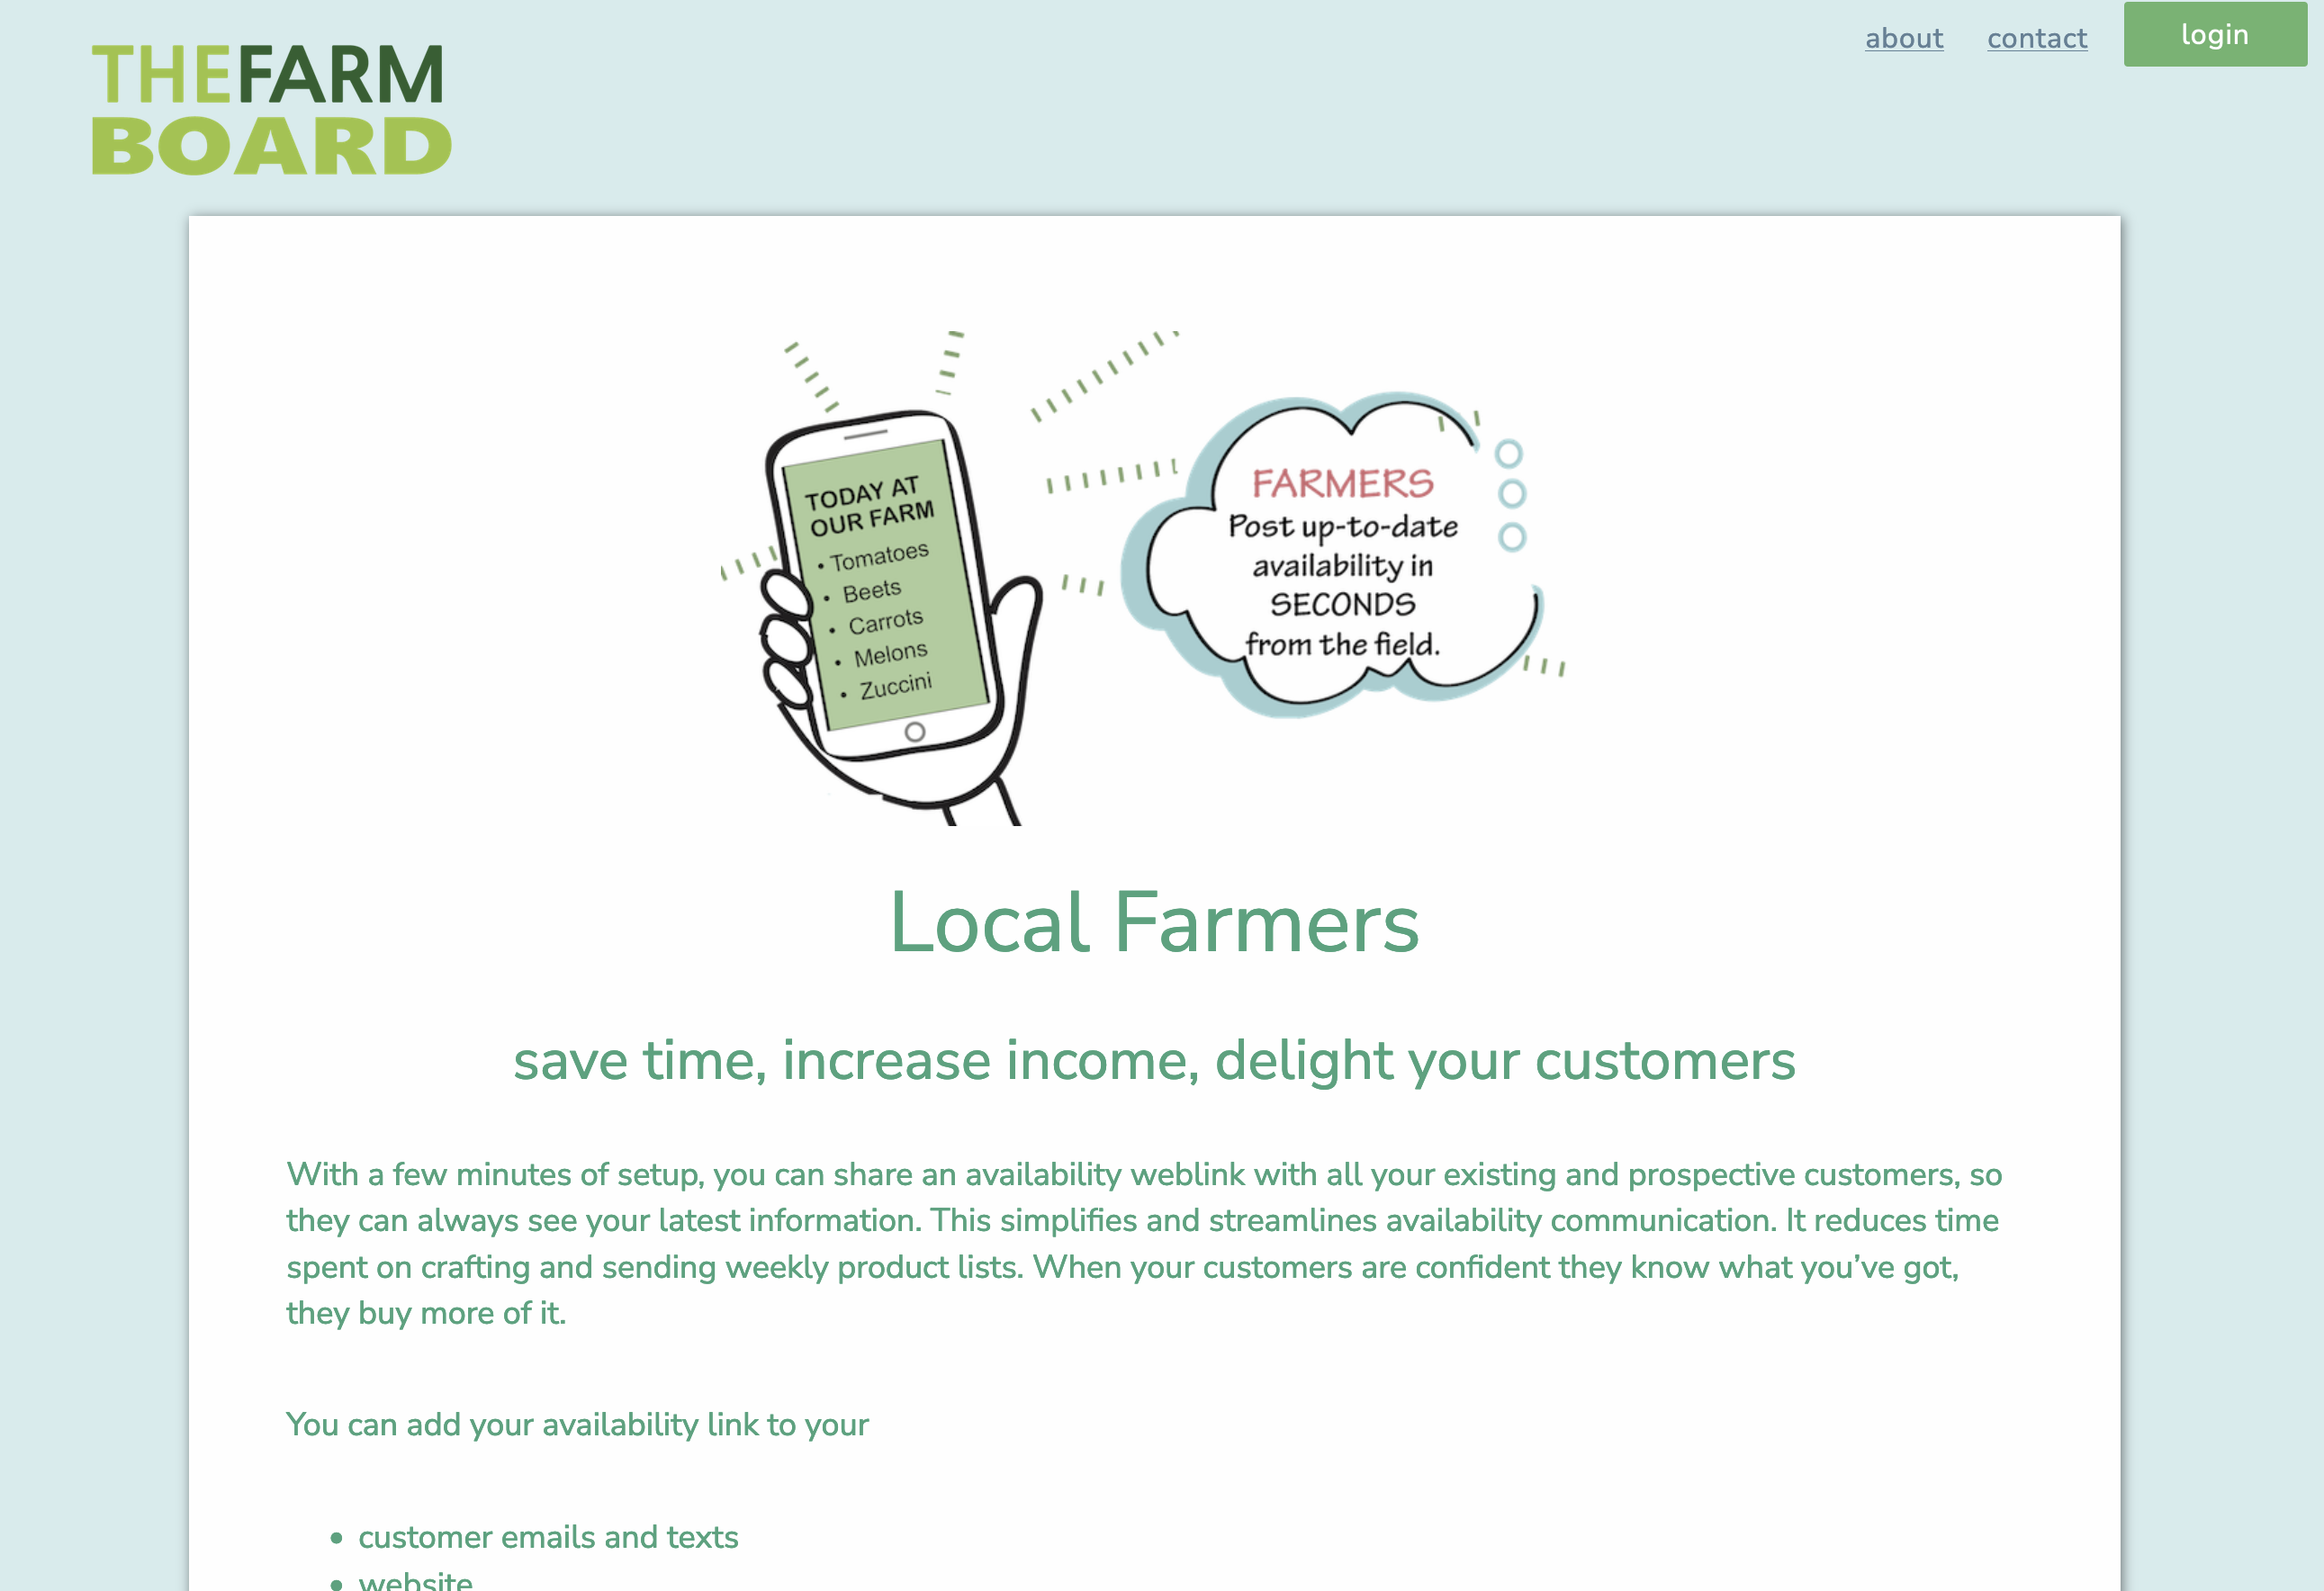 about contact login
THEFARM
BOARD
TODAY AT
OUR FARM
• Tomatoes
• Beets
• Carrots
• Melons
• Zuccini
FARMERS
Post up-to-date
availability in
SECONDS
from the field.
Local Farmers
save time, increase income, delight your customers
With a few minutes of setup, you can share an availability weblink with all your existing and prospective customers, so
they can always see your latest information. This simplifies and streamlines availability communication. It reduces time
spent on crafting and sending weekly product lists. When your customers are confident they know what you’ve got,
they buy more of it.
You can add your availability link to your
• customer emails and texts
• website